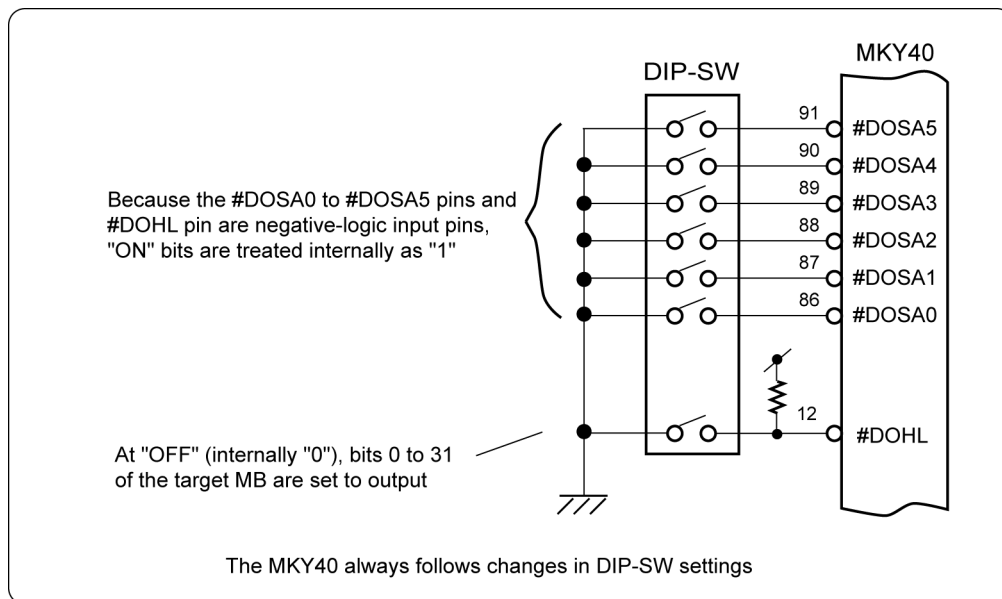 MKY40
DIP-SW
91
#DOSA5
90
#DOSA4
89
#DOSA3
88
#DOSA2
87
#DOSA1
86
#DOSA0
12
#DOHL
Because the #DOSA0 to #DOSA5 pins and
#DOHL pin are negative-logic input pins,
"ON" bits are treated internally as "1"
At "OFF" (internally "0"), bits 0 to 31
of the target MB are set to output
The MKY40 always follows changes in DIP-SW settings